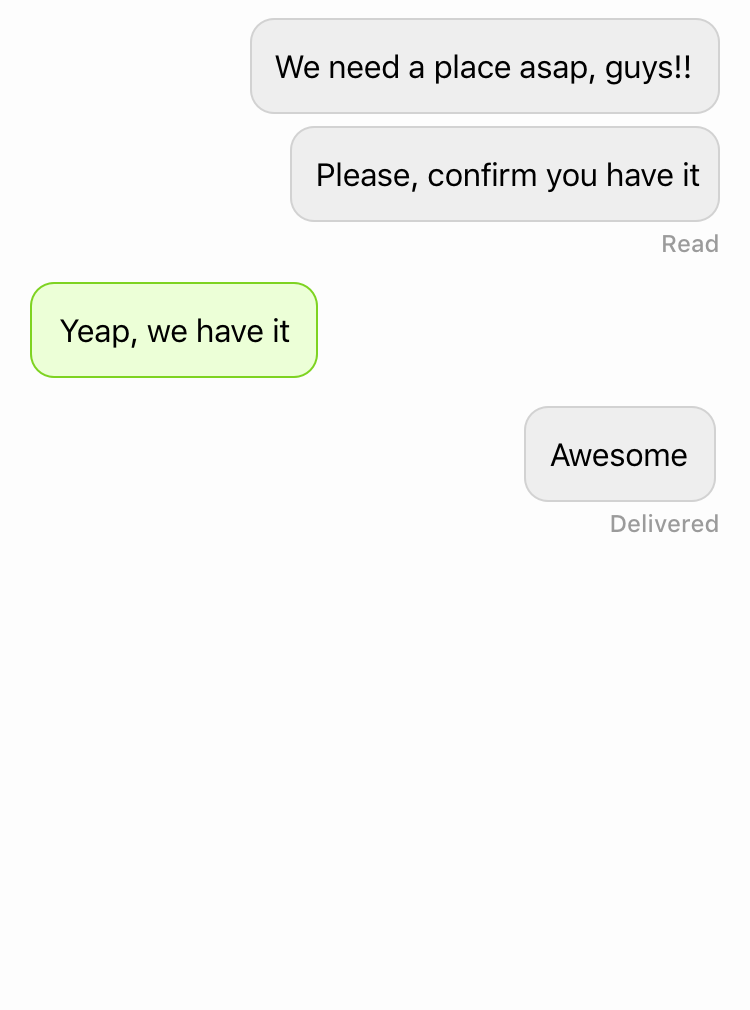 We need a place asap, guys!!
Please, confirm you have it
Read
Yeap, we have it
Awesome
Delivered